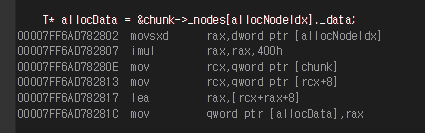 T* allocData = &chunk->_nodes[allocNodeIdx]._data;
00007FF6AD782802 movsxd rax,dword ptr [allocNodeIdx]
00007FF6AD782807 imul rax,rax,400h
00007FF6AD78280E mov rcx,qword ptr [chunk]
00007FF6AD782813 mov rcx,qword ptr [rcx+8]
00007FF6AD782817 lea rax,[rcx+rax+8]
00007FF6AD78281C mov qword ptr [allocData],rax